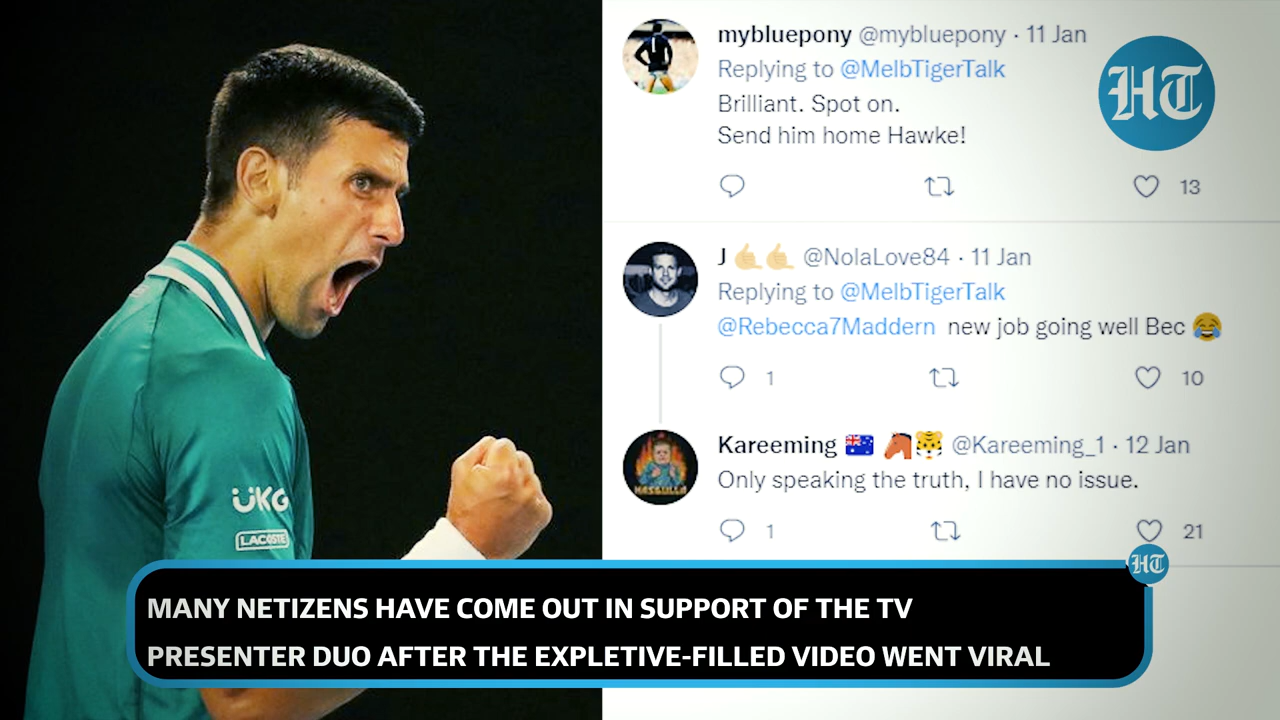 mybluepony @mybluepony · 11 Jan
Replying to @MelbTigerTalk
Brilliant. Spot on.
Send him home Hawke!
13
HT
J 🤙🤙 @NolaLove84 · 11 Jan
Replying to @MelbTigerTalk
@Rebecca7Maddern new job going well Bec 😂
1 10
Kareeming 🇦🇺 🐴🐯 @Kareeming_1 · 12 Jan
Only speaking the truth, I have no issue.
1 21
HASBULLA
UKG
LACOSTE
HT
MANY NETIZENS HAVE COME OUT IN SUPPORT OF THE TV
PRESENTER DUO AFTER THE EXPLETIVE-FILLED VIDEO WENT VIRAL